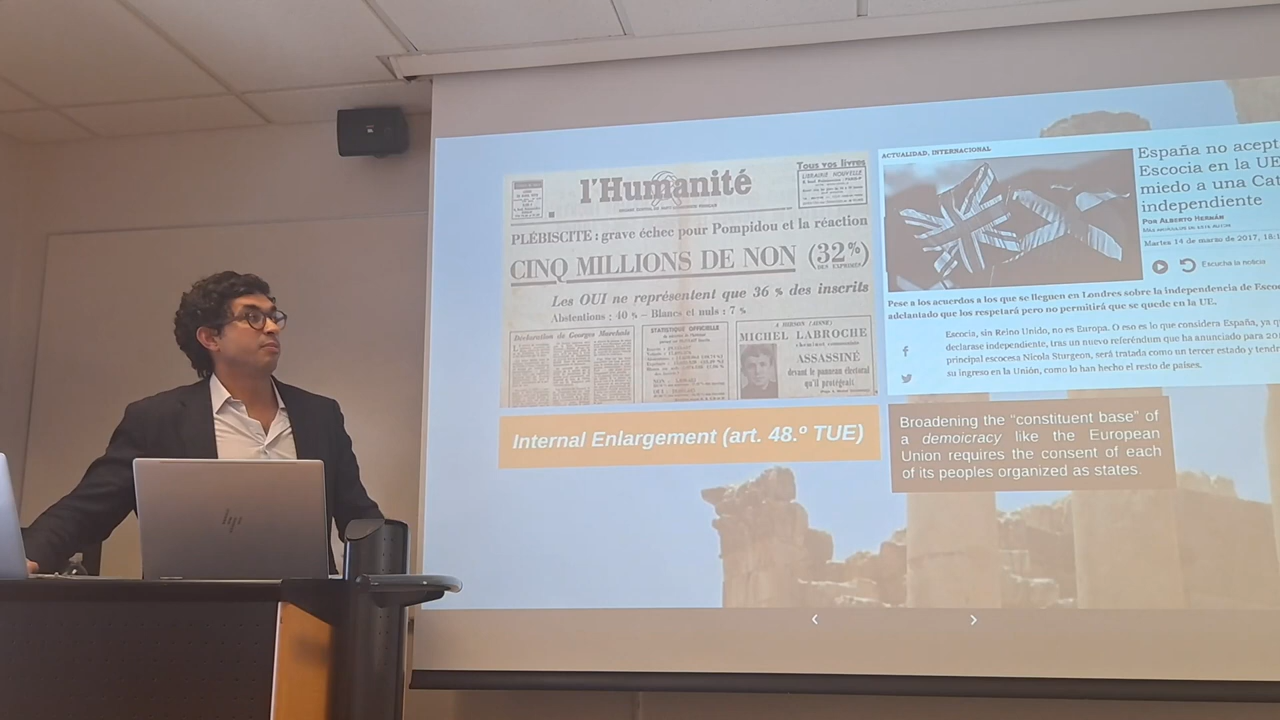 Tous vos livres
LIBRAIRIE NOUVELLE
l'Humanité
PLÉBISCITE : grave échec pour Pompidou et la réaction
CINQ MILLIONS DE NON (32%)
DES EXPRIMÉS
Les OUI ne représentent que 36 % des inscrits
Abstentions : 40 % – Blancs et nuls : 7 %
Déclaration de Georges Marchais
STATISTIQUE OFFICIELLE
A HIRSON (AISNE)
MICHEL LABROCHE
ASSASSINÉ
devant le panneau électoral
qu'il protégeait
Internal Enlargement (art. 48.º TUE)
ACTUALIDAD, INTERNACIONAL
España no acept
Escocia en la UE
miedo a una Cat
independiente
POR ALBERTO HERNÁN
Martes 14 de marzo de 2017, 18:1
Escucha la noticia
Pese a los acuerdos a los que se lleguen en Londres sobre la independencia de Escoc
adelantado que los respetará pero no permitirá que se quede en la UE.
Escocia, sin Reino Unido, no es Europa. O eso es lo que considera España, ya q
declarase independiente, tras un nuevo referéndum que ha anunciado para 20
principal escocesa Nicola Sturgeon, será tratada como un tercer estado y tendr
su ingreso en la Unión, como lo han hecho el resto de países.
Broadening the "constituent base" of
a demoicracy like the European
Union requires the consent of each
of its peoples organized as states.